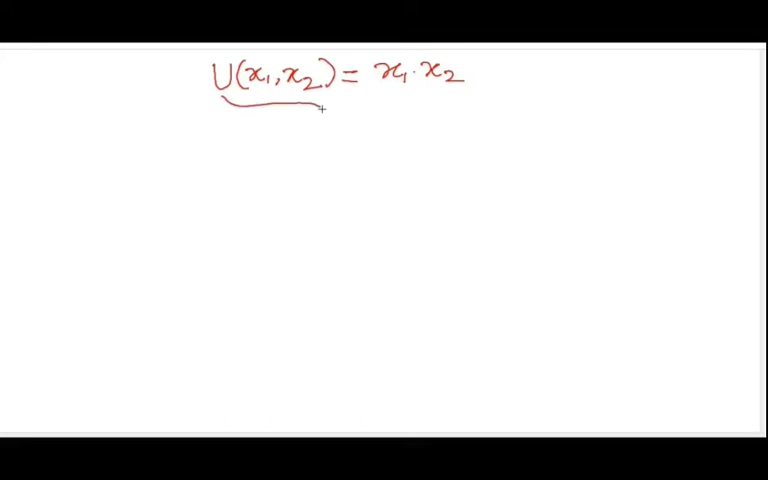 U(x₁, x₂) = x₁ · x₂